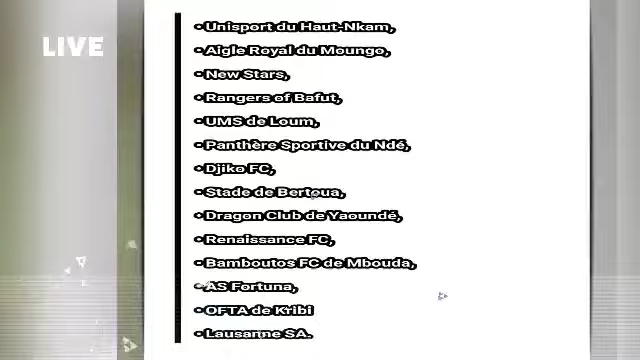 LIVE
• Unisport du Haut-Nkam,
• Aigle Royal du Moungo,
• New Stars,
• Rangers of Bafut,
• UMS de Loum,
• Panthère Sportive du Ndé,
• Djiko FC,
• Stade de Bertoua,
• Dragon Club de Yaoundé,
• Renaissance FC,
• Bamboutos FC de Mbouda,
• AS Fortuna,
• OFTA de Kribi
• Lausanne SA.